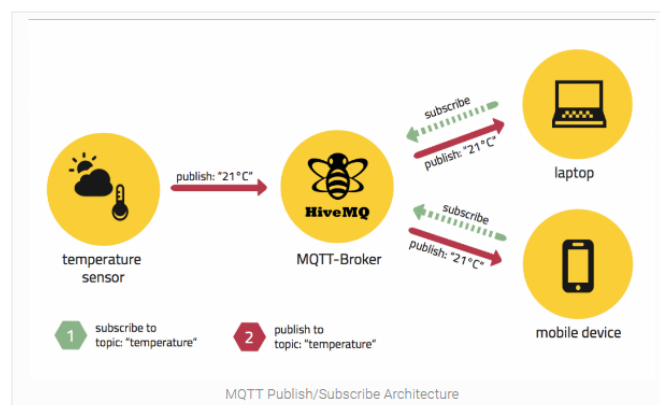 subscribe
publish: "21°C"
publish: "21°C"
laptop
HiveMQ
subscribe
temperature
sensor
MQTT-Broker
publish: "21°C"
mobile device
1
subscribe to
topic: "temperature"
2
publish to
topic: "temperature"
MQTT Publish/Subscribe Architecture